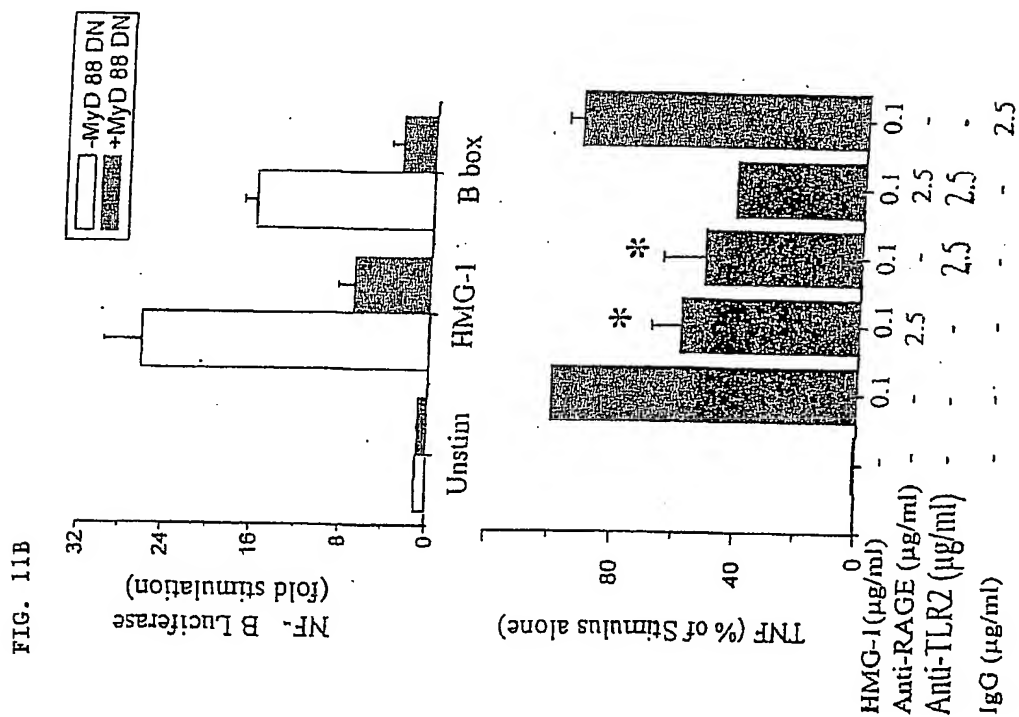 FIG. 11B
-MyD 88 DN
+MyD 88 DN
NF- B Luciferase
(fold stimulation)
32
24
16
8
0
Unstim
HMG-1
B box
TNF (% of Stimulus alone)
80
40
0
*
*
HMG-1(µg/ml) - 0.1 0.1 0.1 0.1 0.1
Anti-RAGE (µg/ml) - - 2.5 - 2.5 -
Anti-TLR2 (µg/ml) - - - 2.5 2.5 -
IgG (µg/ml) - - - - - 2.5